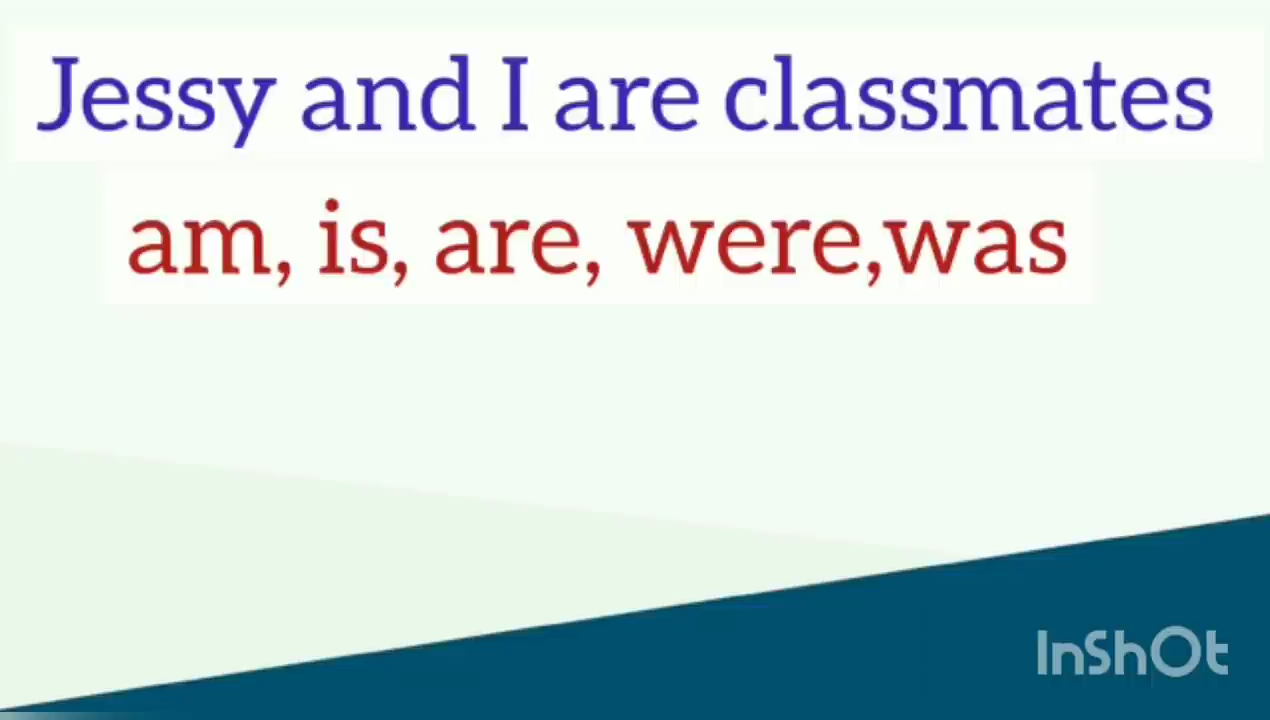 Jessy and I are classmates
am, is, are, were,was
InShOt